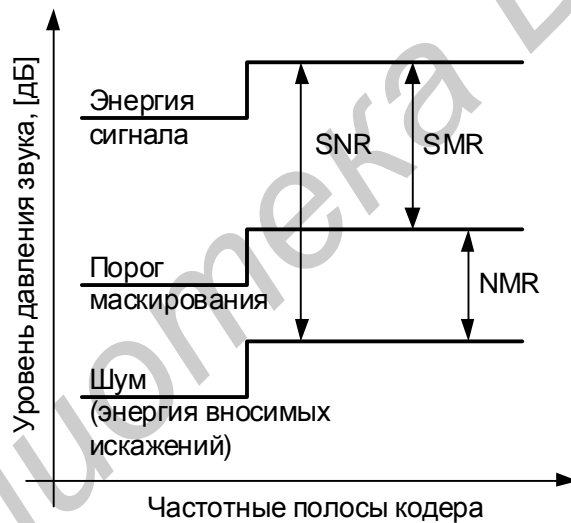 Уровень давления звука, [дБ]
Энергия
сигнала
SNR
SMR
Порог
маскирования
NMR
Шум
(энергия вносимых
искажений)
Частотные полосы кодера